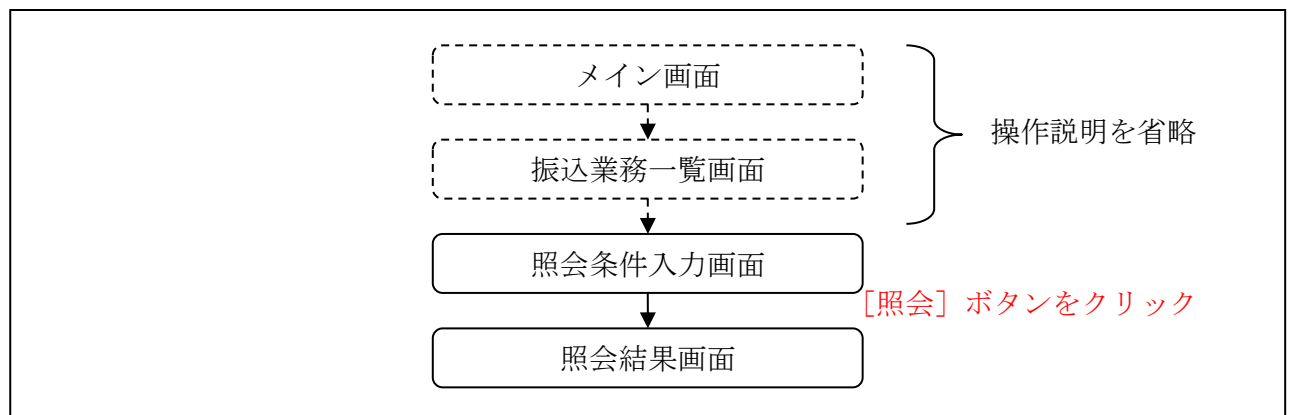 メイン画面
操作説明を省略
振込業務一覧画面
照会条件入力画面
［照会］ボタンをクリック
照会結果画面